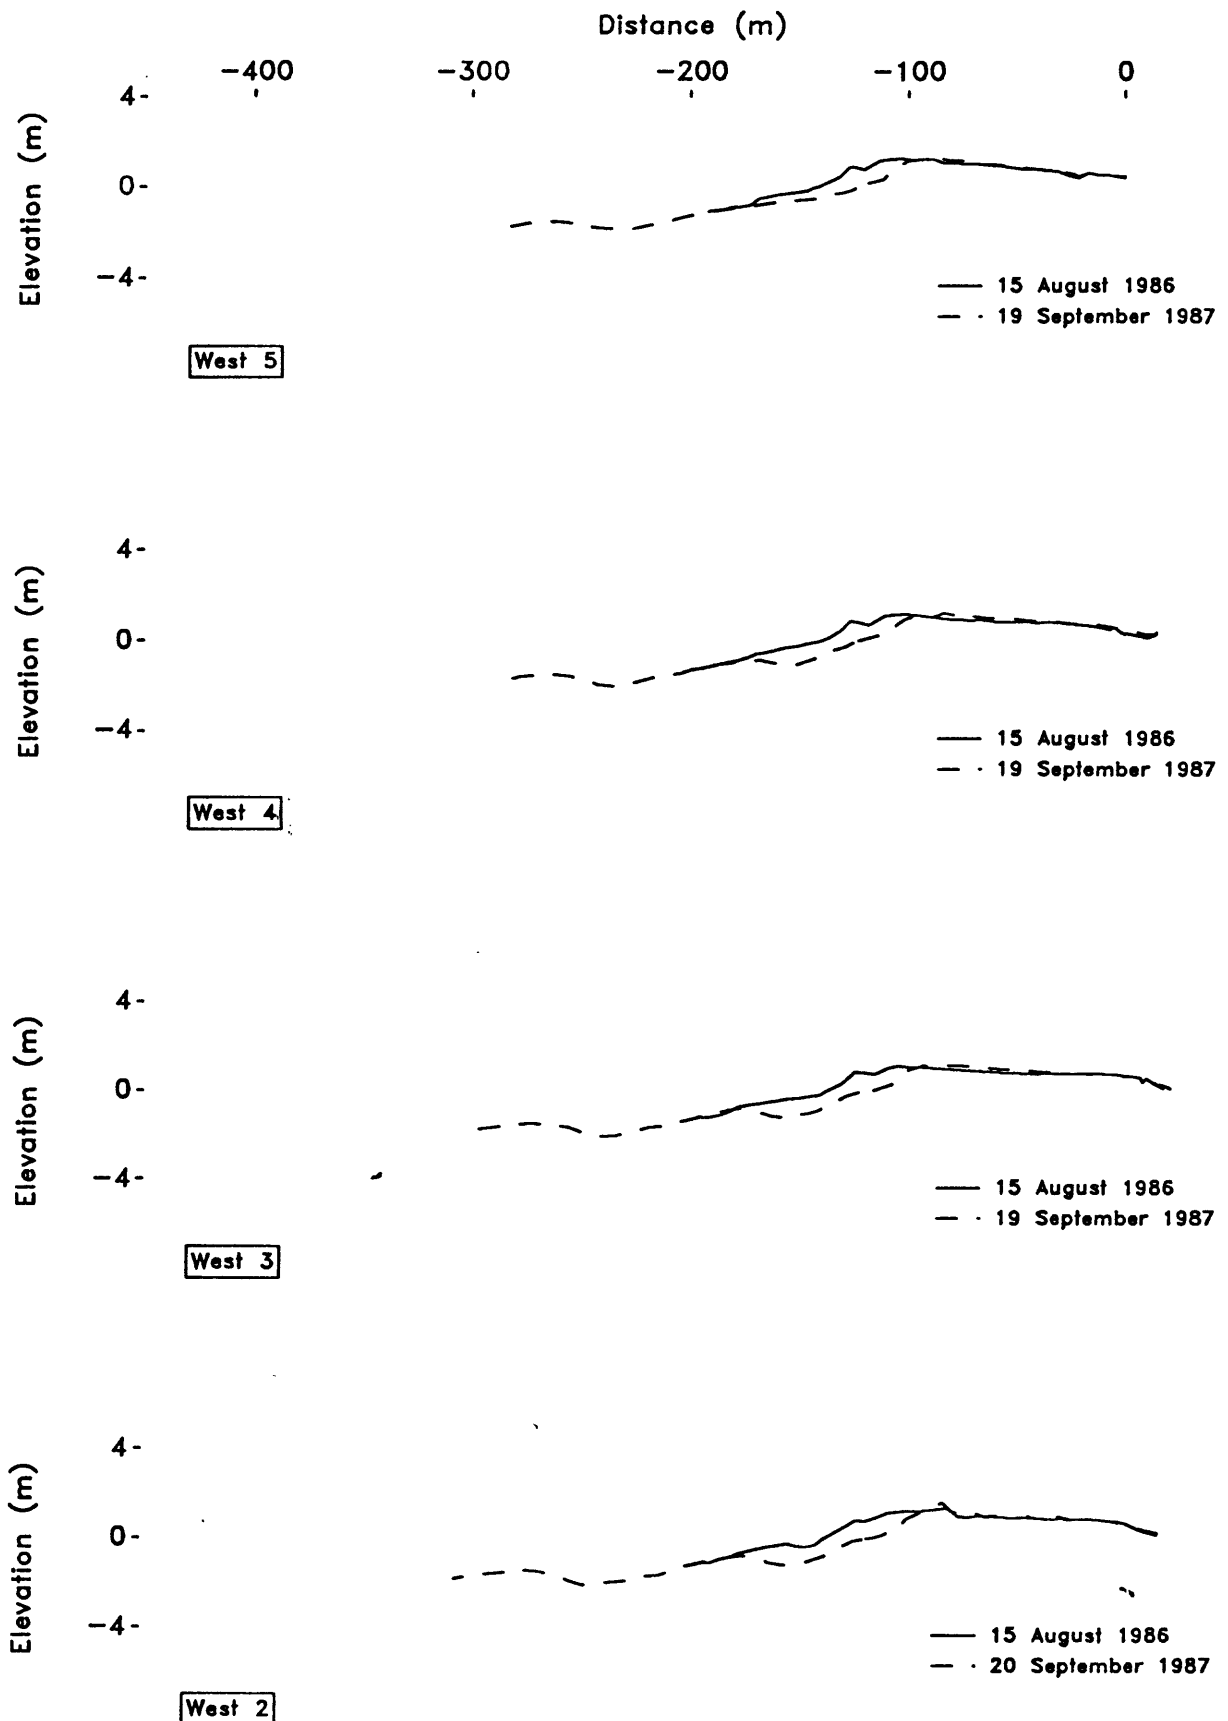 Distance (m)
−400 −300 −200 −100 0
4-
0-
−4-
Elevation (m)
15 August 1986
19 September 1987
West 5
4-
0-
−4-
Elevation (m)
15 August 1986
19 September 1987
West 4
4-
0-
−4-
Elevation (m)
15 August 1986
19 September 1987
West 3
4-
0-
−4-
Elevation (m)
15 August 1986
20 September 1987
West 2